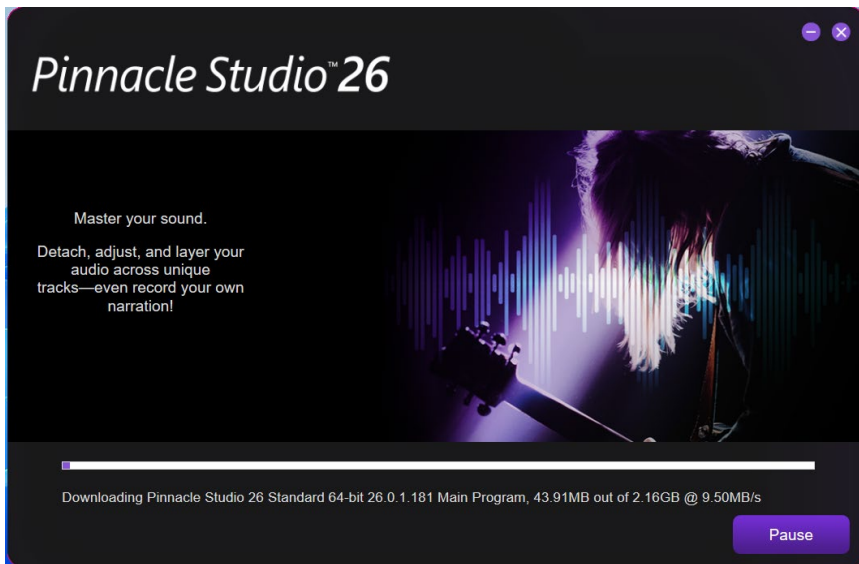 Pinnacle Studio™ 26
Master your sound.
Detach, adjust, and layer your
audio across unique
tracks—even record your own
narration!
Downloading Pinnacle Studio 26 Standard 64-bit 26.0.1.181 Main Program, 43.91MB out of 2.16GB @ 9.50MB/s
Pause